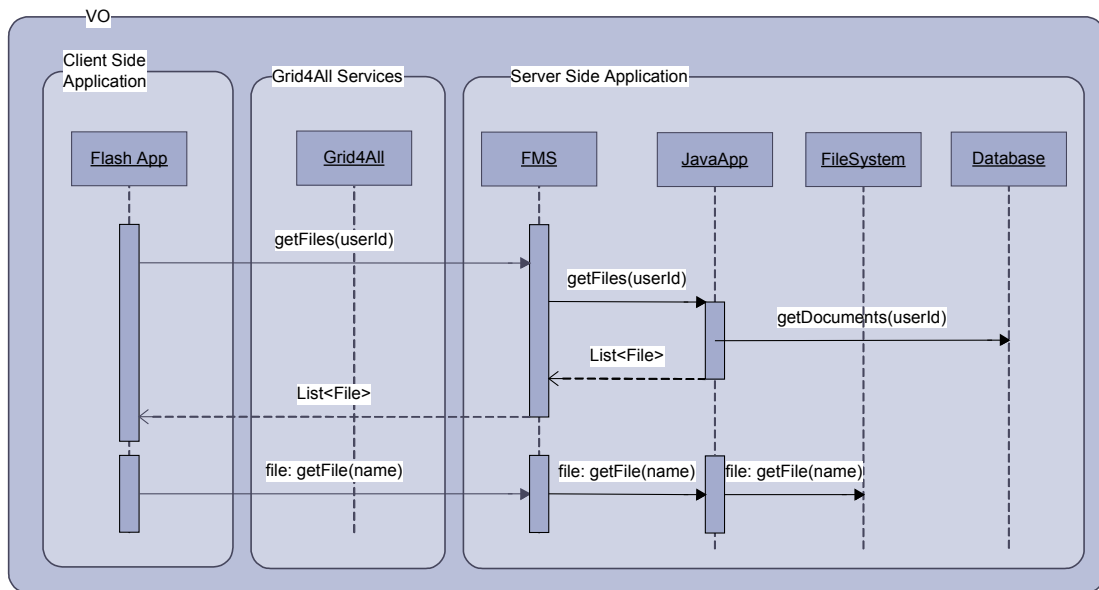 VO
Client Side
Application
Grid4All Services
Server Side Application
Flash App
Grid4All
FMS
JavaApp
FileSystem
Database
getFiles(userId)
getFiles(userId)
getDocuments(userId)
List<File>
List<File>
file: getFile(name)
file: getFile(name)
file: getFile(name)